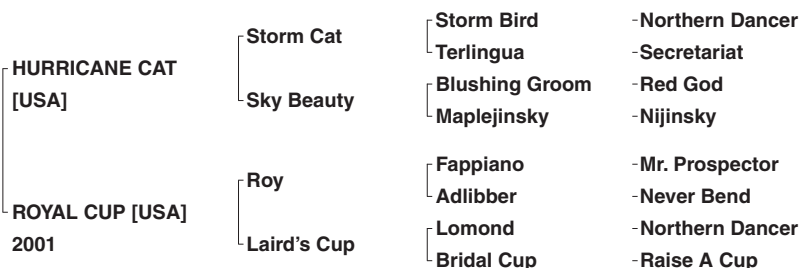 Storm Bird -Northern Dancer
Storm Cat
Terlingua -Secretariat
HURRICANE CAT
Blushing Groom -Red God
[USA] Sky Beauty
Maplejinsky -Nijinsky
Fappiano -Mr. Prospector
Roy
Adlibber -Never Bend
ROYAL CUP [USA]
Lomond -Northern Dancer
2001 Laird's Cup
Bridal Cup -Raise A Cup